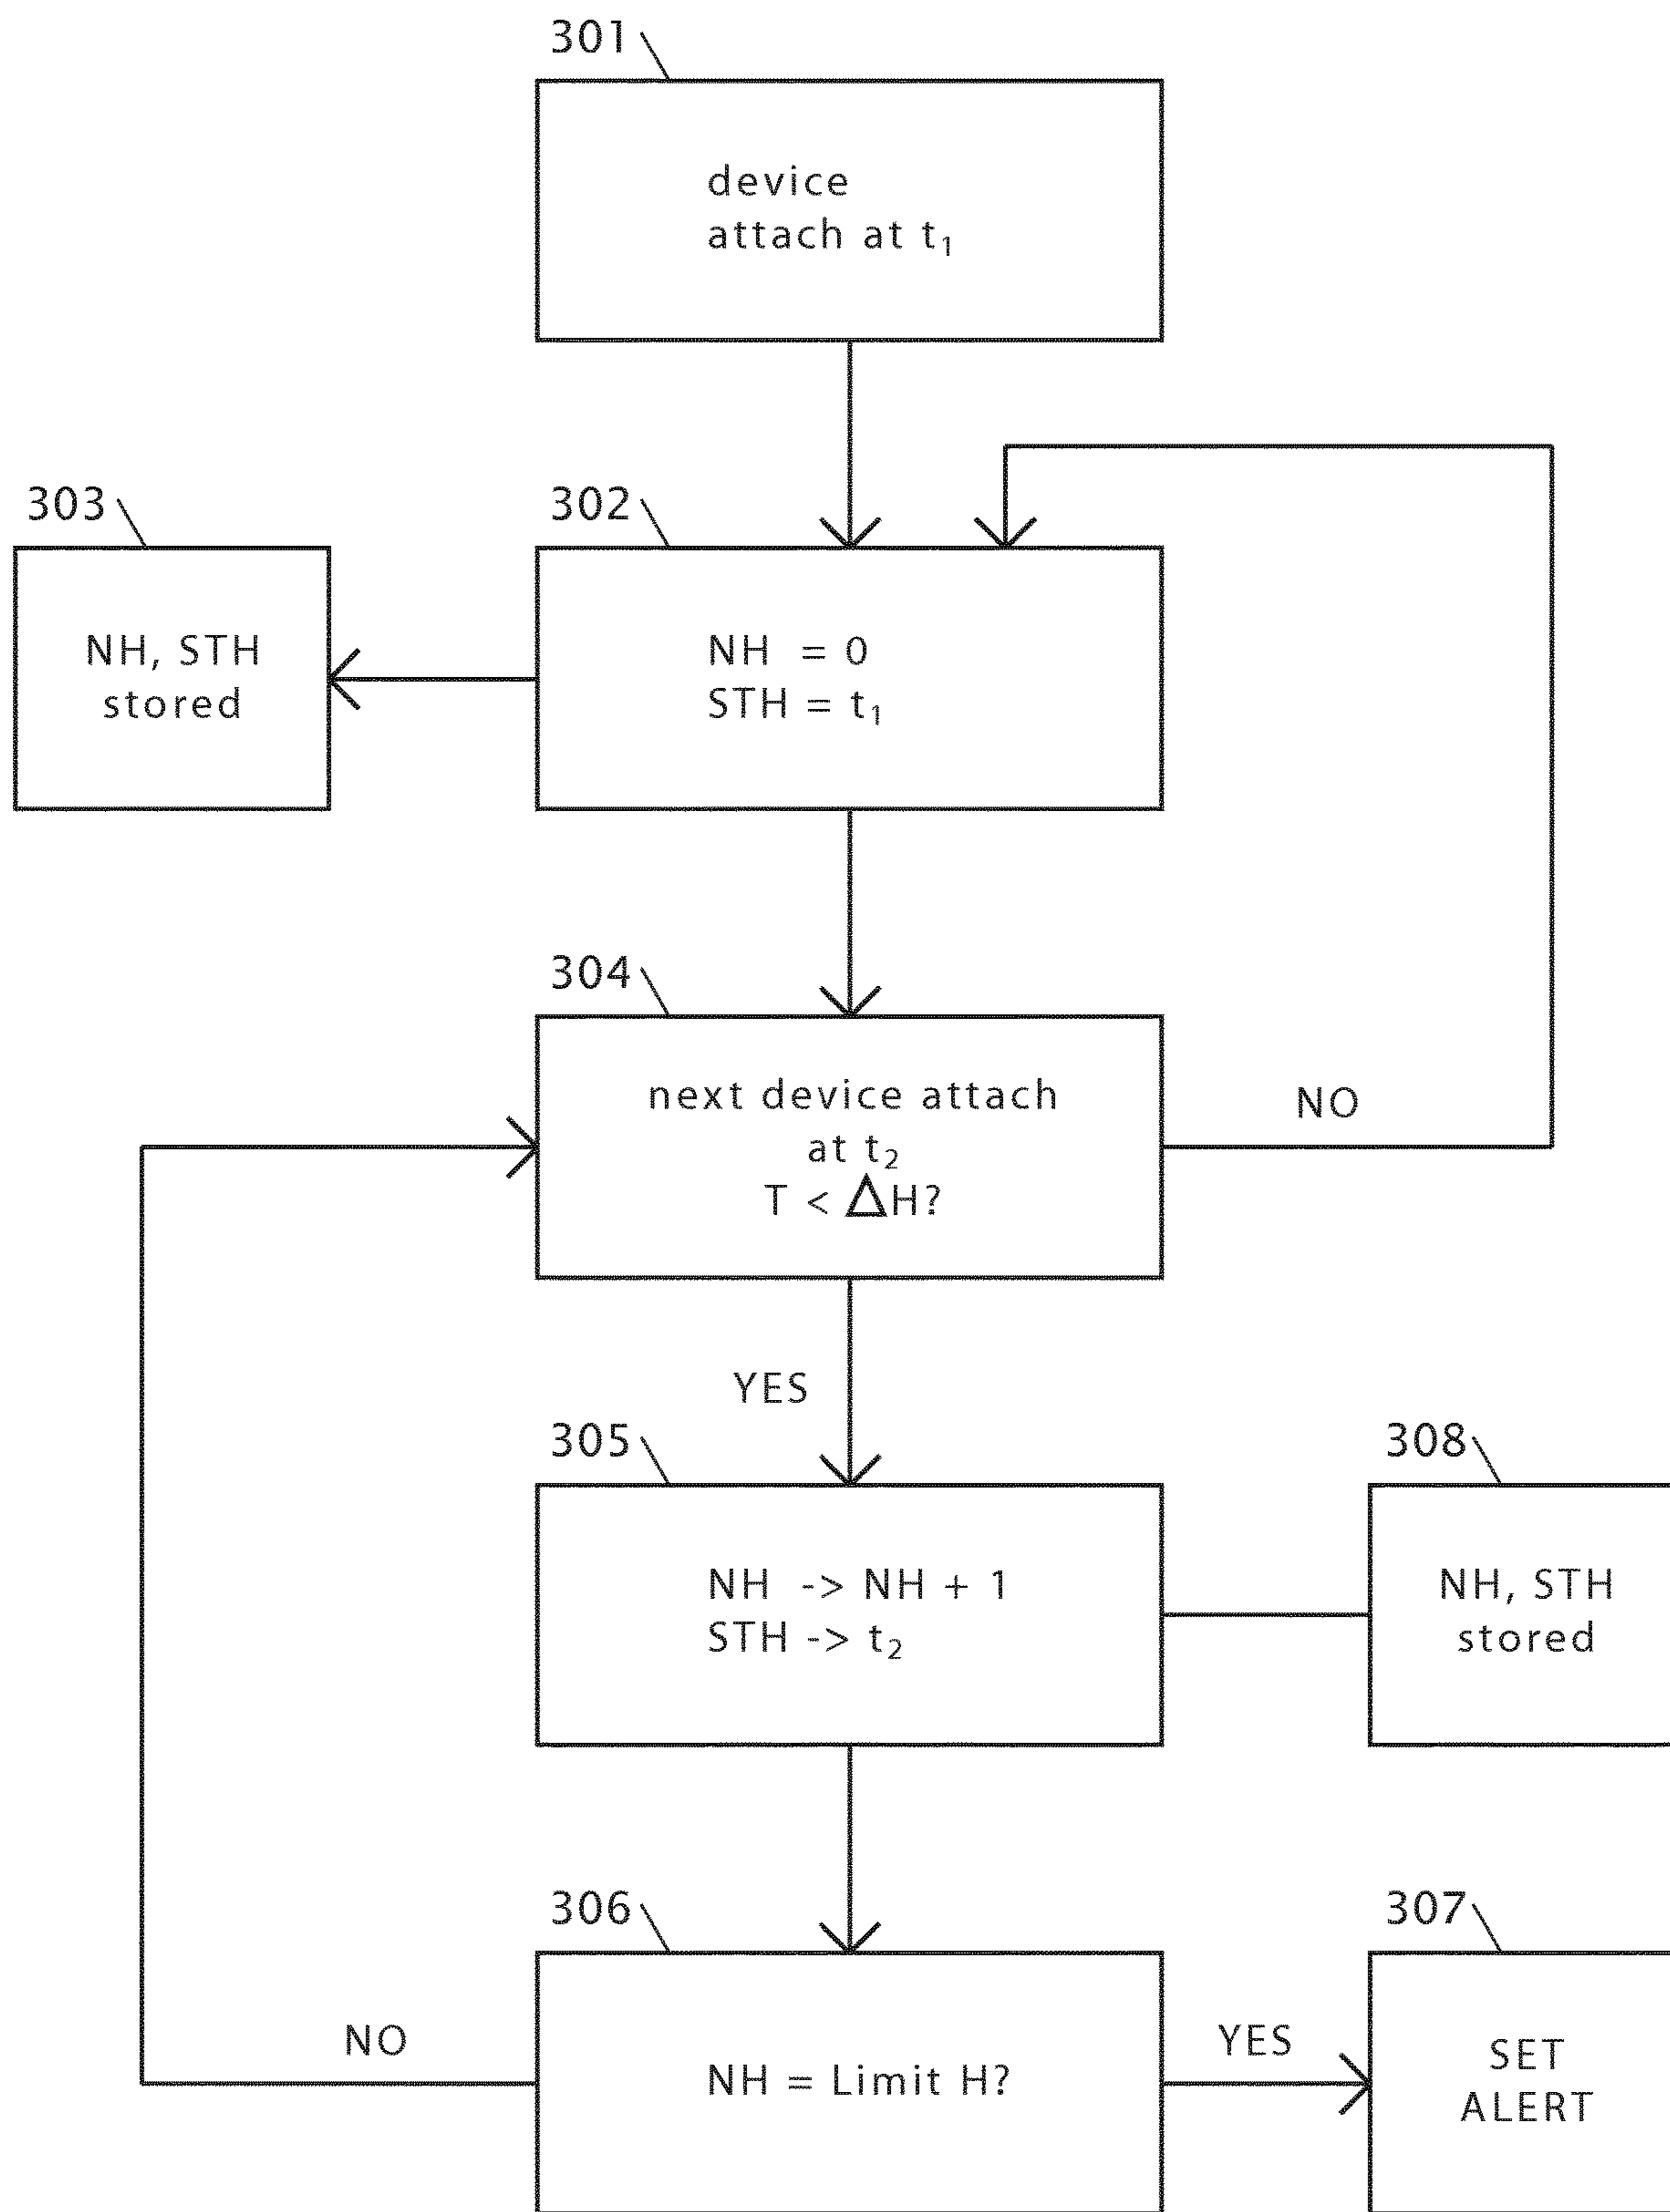 301
device
attach at t₁
303
302
NH, STH
stored
NH = 0
STH = t₁
304
next device attach
at t₂
T < ΔH?
NO
YES
305
308
NH -> NH + 1
STH -> t₂
NH, STH
stored
306
307
NO
NH = Limit H?
YES
SET
ALERT